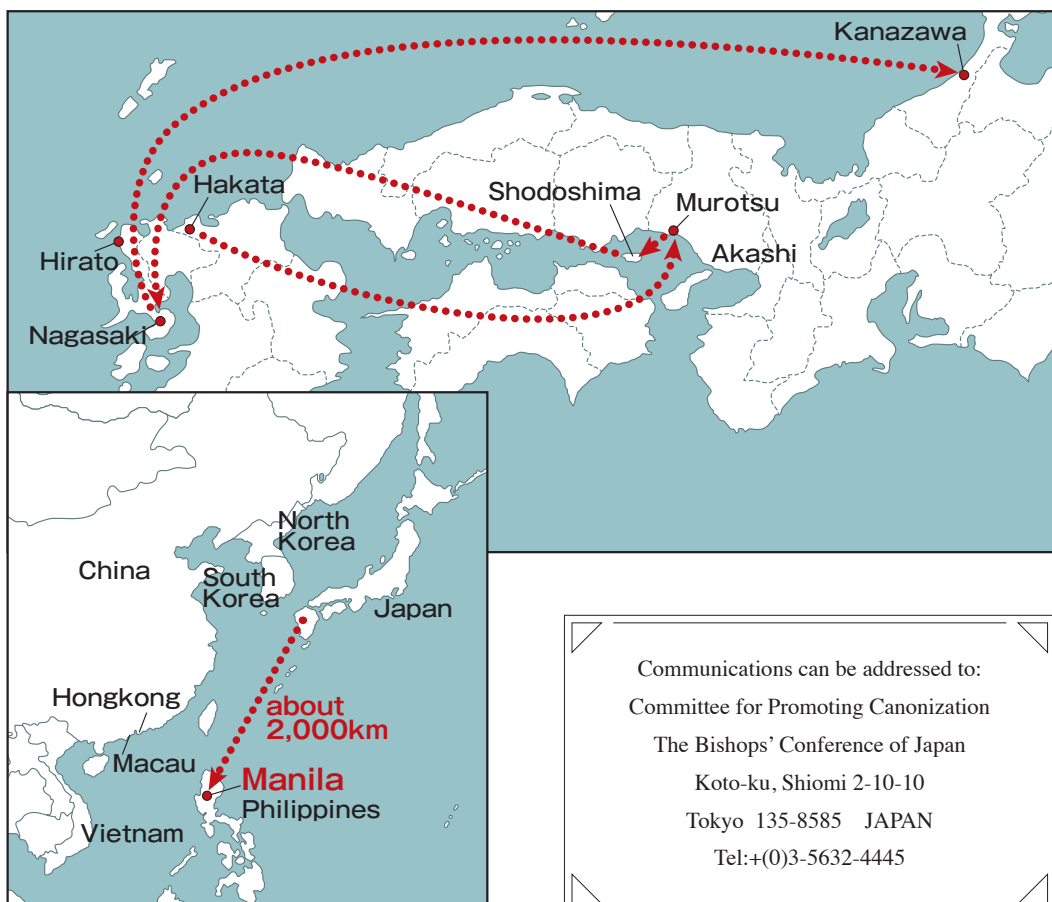 Kanazawa
Hakata
Shodoshima
Murotsu
Hirato
Akashi
Nagasaki
North
Korea
China
South
Korea
Japan
Hongkong
about
2,000km
Macau
Manila
Philippines
Vietnam
Communications can be addressed to:
Committee for Promoting Canonization
The Bishops’ Conference of Japan
Koto-ku, Shiomi 2-10-10
Tokyo 135-8585 JAPAN
Tel:+(0)3-5632-4445